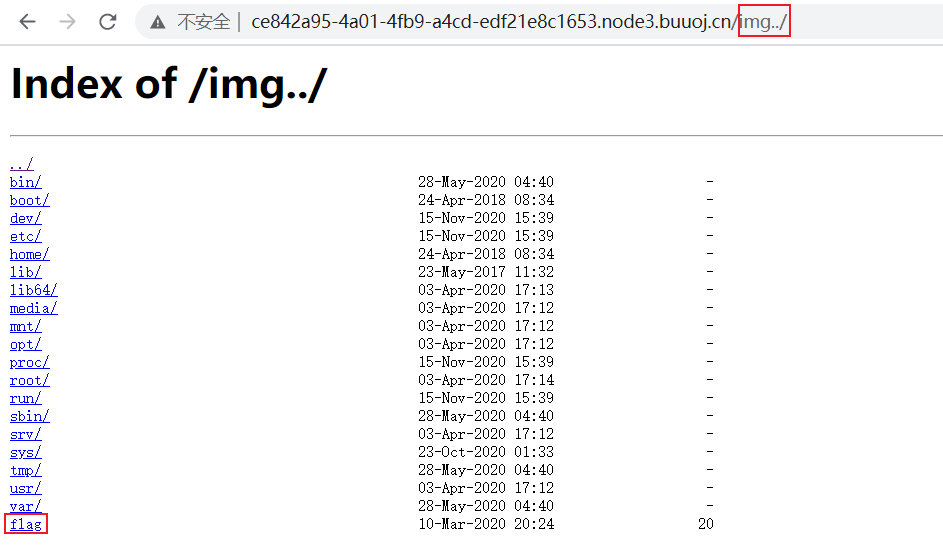 不安全 | ce842a95-4a01-4fb9-a4cd-edf21e8c1653.node3.buuoj.cn/img../
Index of /img../
../
bin/ 28-May-2020 04:40 -
boot/ 24-Apr-2018 08:34 -
dev/ 15-Nov-2020 15:39 -
etc/ 15-Nov-2020 15:39 -
home/ 24-Apr-2018 08:34 -
lib/ 23-May-2017 11:32 -
lib64/ 03-Apr-2020 17:13 -
media/ 03-Apr-2020 17:12 -
mnt/ 03-Apr-2020 17:12 -
opt/ 03-Apr-2020 17:12 -
proc/ 15-Nov-2020 15:39 -
root/ 03-Apr-2020 17:14 -
run/ 15-Nov-2020 15:39 -
sbin/ 28-May-2020 04:40 -
srv/ 03-Apr-2020 17:12 -
sys/ 23-Oct-2020 01:33 -
tmp/ 28-May-2020 04:40 -
usr/ 03-Apr-2020 17:12 -
var/ 28-May-2020 04:40 -
flag 10-Mar-2020 20:24 20